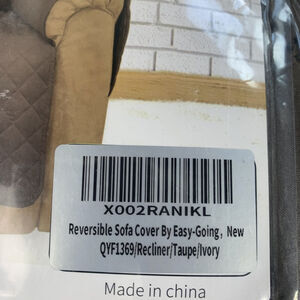 X002RANIKL
Reversible Sofa Cover By Easy-Going, New
QYF1369/Recliner/Taupe/Ivory
Made in china